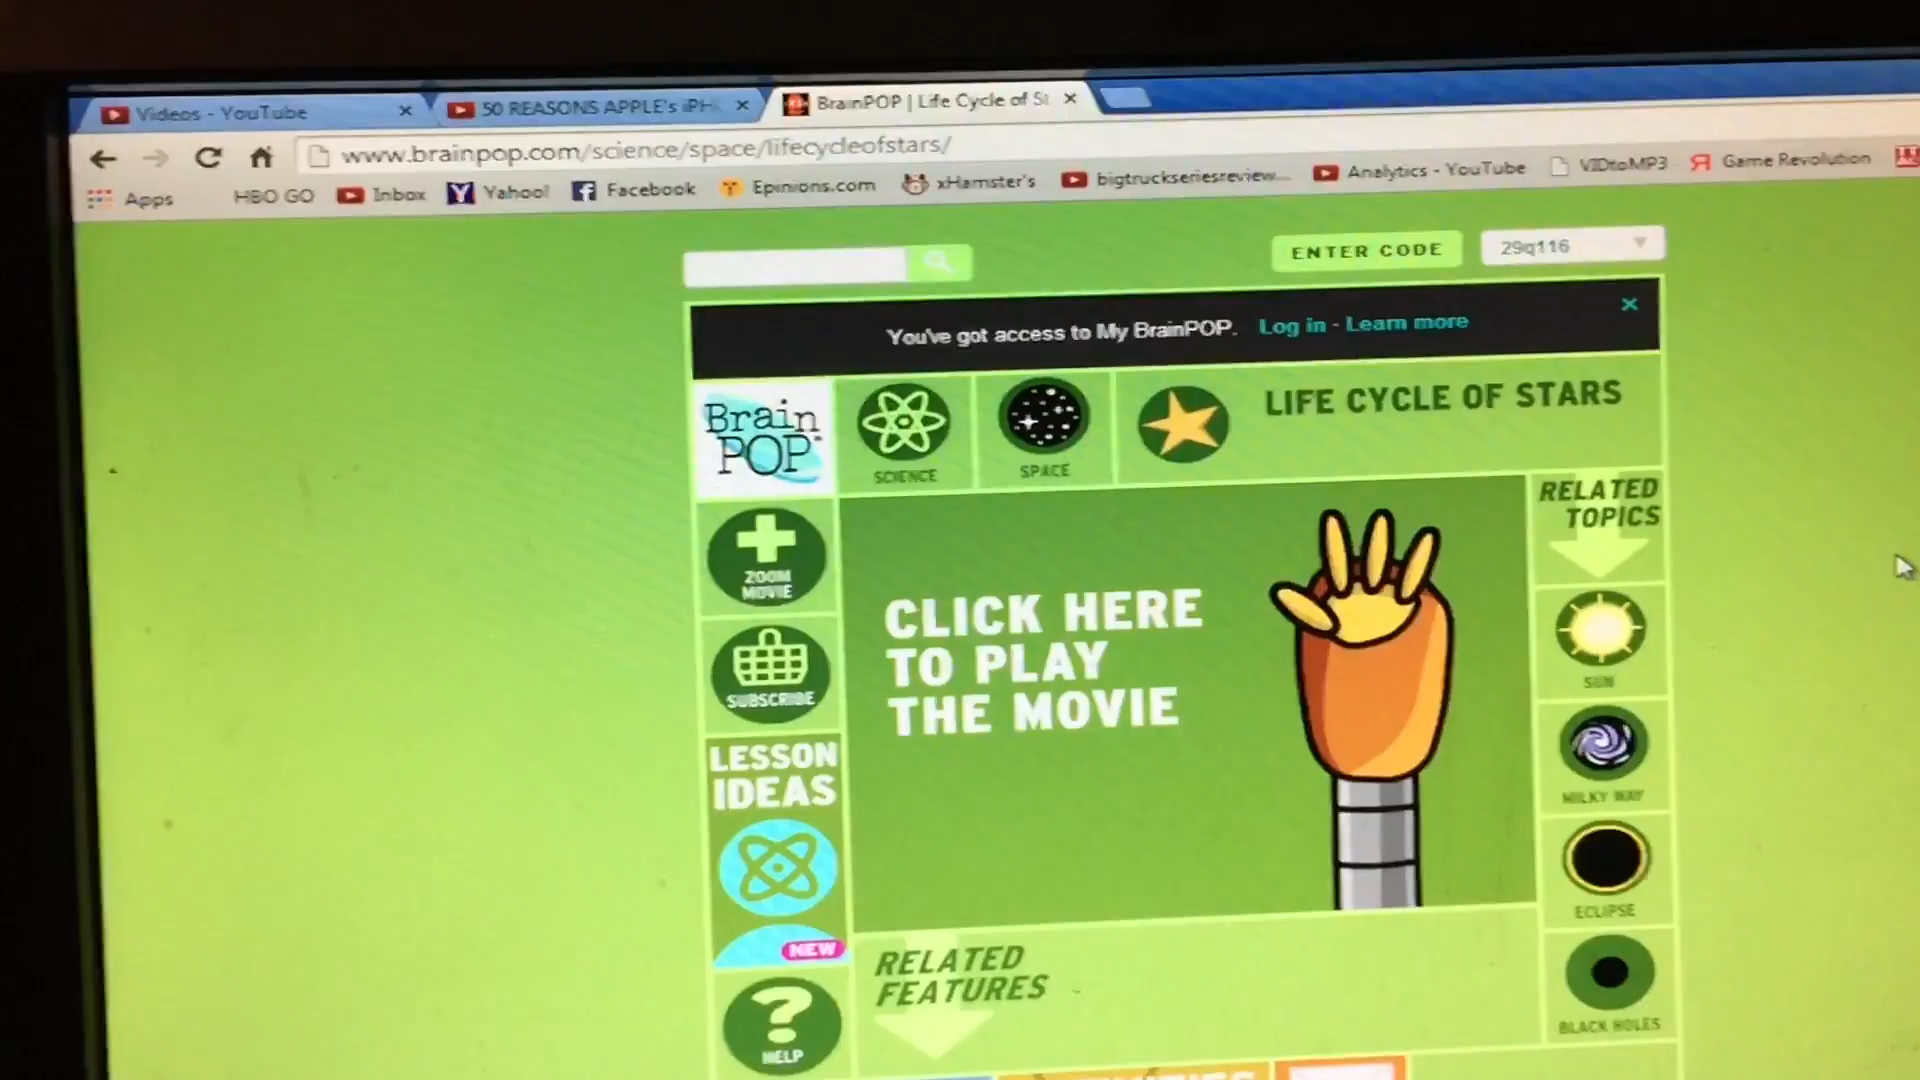 Videos - YouTube
50 REASONS APPLE's iPH
BrainPOP | Life Cycle of St
www.brainpop.com/science/space/lifecycleofstars/
Apps
HBO GO
Inbox
Yahoo!
Facebook
Epinions.com
xHamster's
bigtruckseriesreview...
Analytics - YouTube
VIDtoMP3
Game Revolution
ENTER CODE
29q116
You've got access to My BrainPOP. Log in - Learn more
Brain
POP
SCIENCE
SPACE
LIFE CYCLE OF STARS
ZOOM
MOVIE
SUBSCRIBE
LESSON
IDEAS
NEW
HELP
CLICK HERE
TO PLAY
THE MOVIE
RELATED
TOPICS
SUN
MILKY WAY
ECLIPSE
BLACK HOLES
RELATED
FEATURES